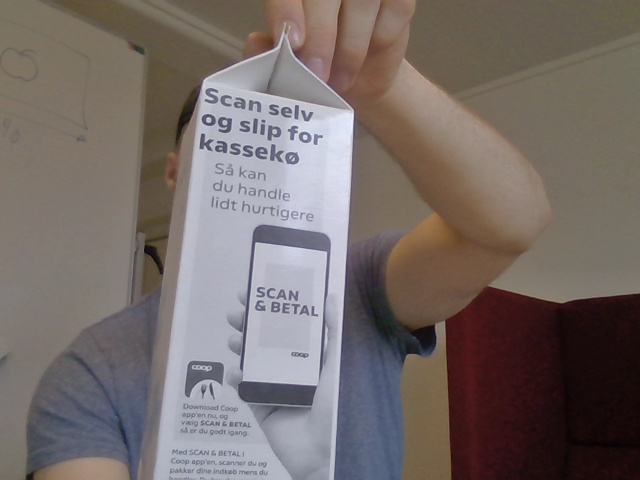 Scan selv
og slip for
kassekø
Så kan
du handle
lidt hurtigere
SCAN
& BETAL
coop
coop
Download Coop
app'en nu, og
vælg SCAN & BETAL
så er du godt igang.
Med SCAN & BETAL i
Coop app'en, scanner du og
pakker dine indkøb mens du